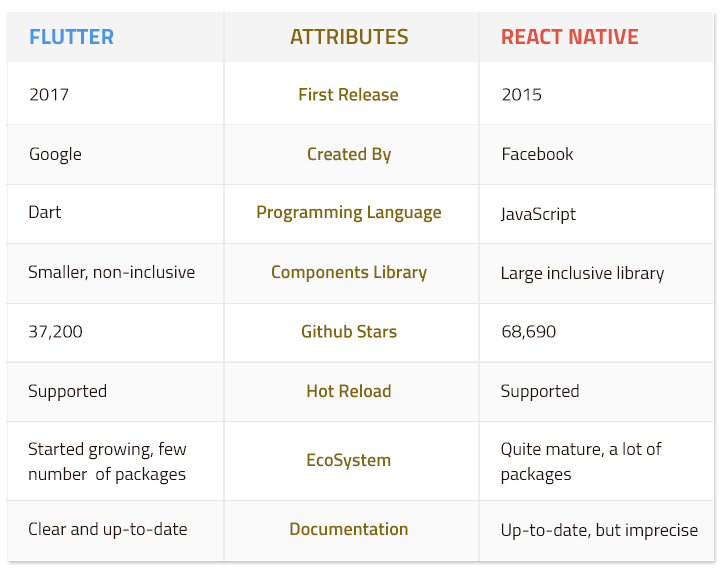 FLUTTER ATTRIBUTES REACT NATIVE
2017 First Release 2015
Google Created By Facebook
Dart Programming Language JavaScript
Smaller, non-inclusive Components Library Large inclusive library
37,200 Github Stars 68,690
Supported Hot Reload Supported
Started growing, few
number of packages
EcoSystem
Quite mature, a lot of
packages
Clear and up-to-date Documentation Up-to-date, but imprecise